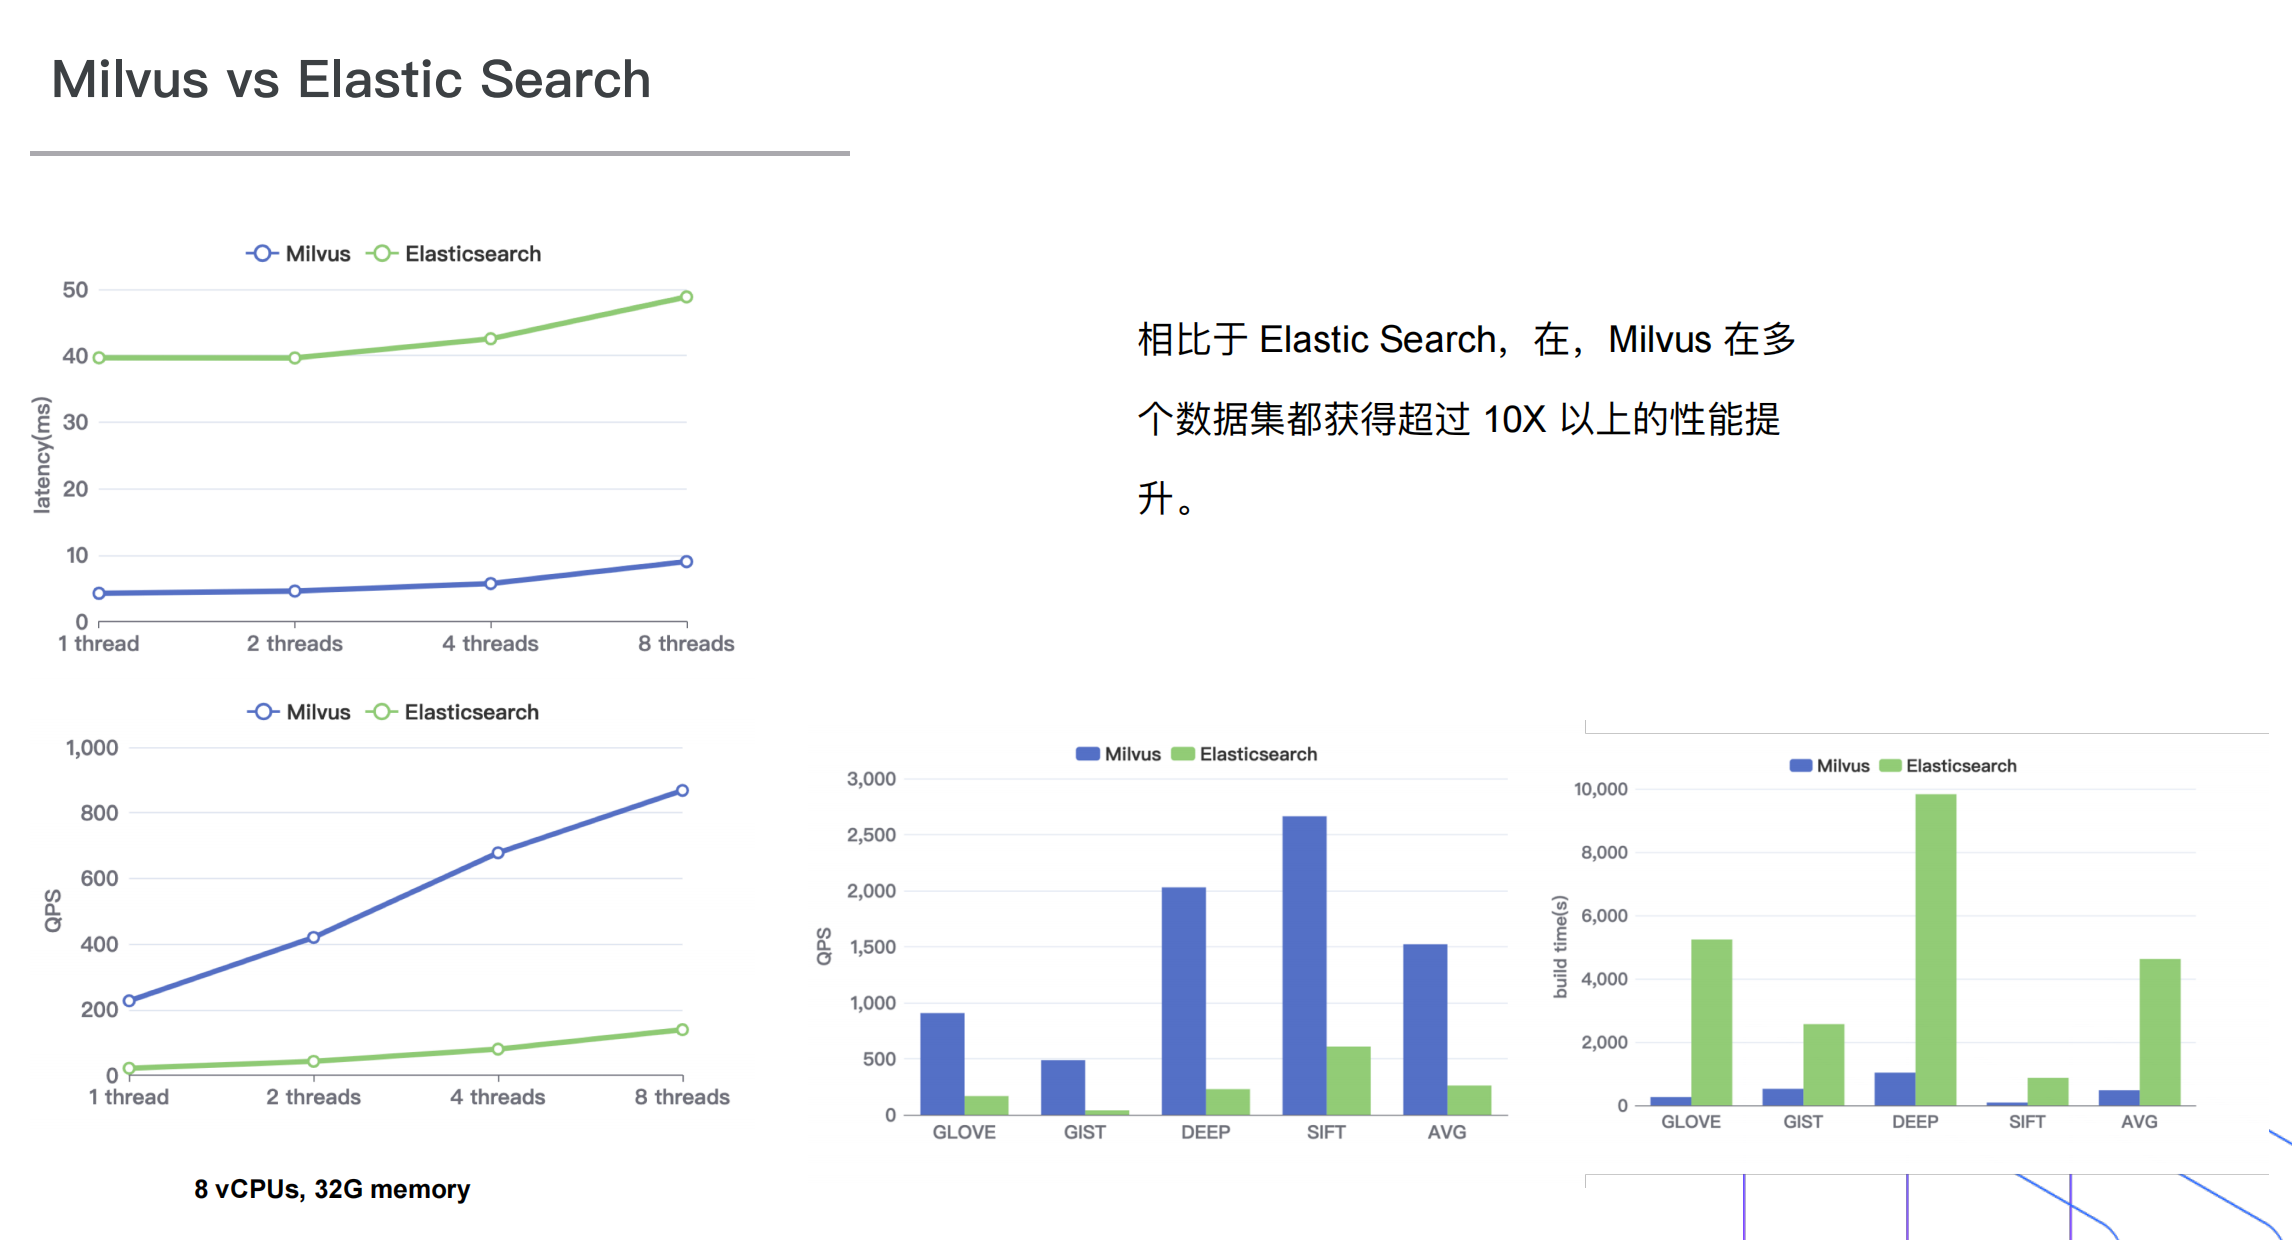 Milvus vs Elastic Search
Milvus Elasticsearch
50
40
30
20
10
0
latency(ms)
1 thread 2 threads 4 threads 8 threads
相比于 Elastic Search，在，Milvus 在多
个数据集都获得超过 10X 以上的性能提
升。
Milvus Elasticsearch
1,000
800
600
400
200
0
QPS
1 thread 2 threads 4 threads 8 threads
8 vCPUs, 32G memory
Milvus Elasticsearch
3,000
2,500
2,000
1,500
1,000
500
0
QPS
GLOVE GIST DEEP SIFT AVG
Milvus Elasticsearch
10,000
8,000
6,000
4,000
2,000
0
build time(s)
GLOVE GIST DEEP SIFT AVG